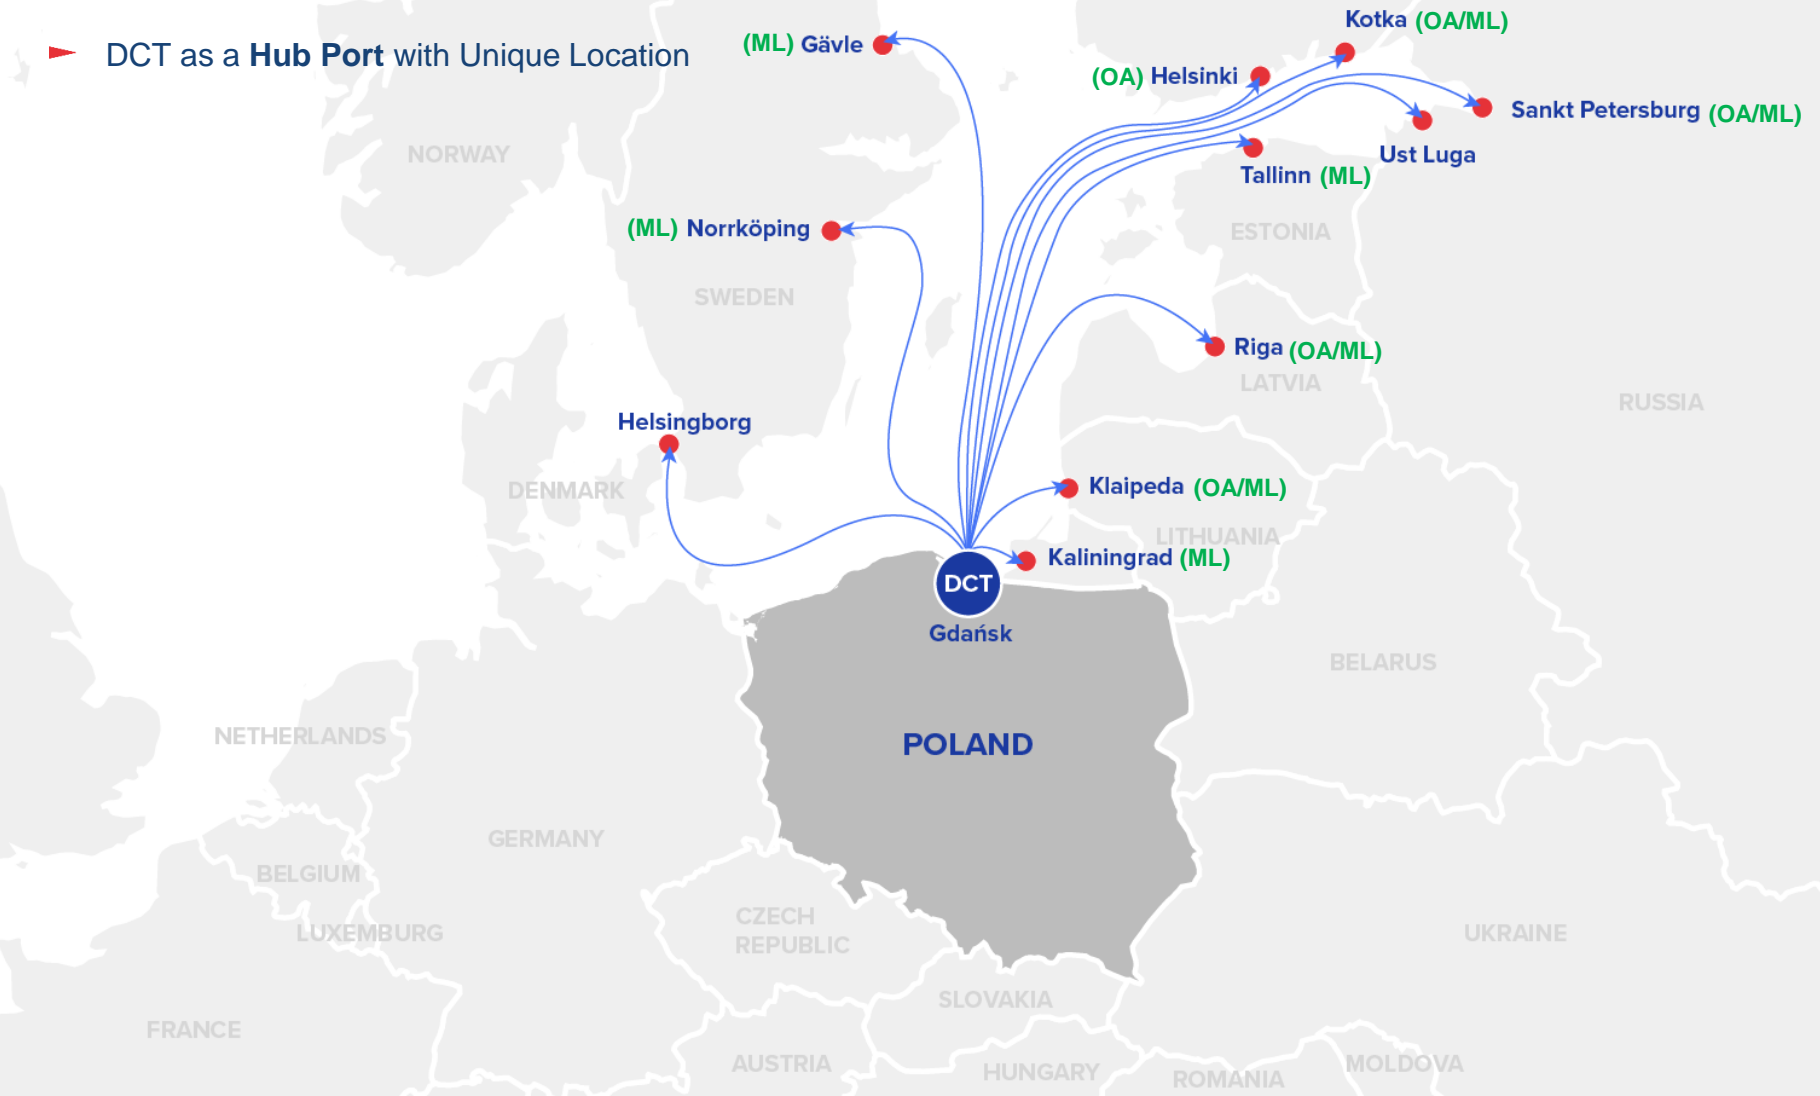 DCT as a Hub Port with Unique Location
Kotka (OA/ML)
(ML) Gävle
(OA) Helsinki
Sankt Petersburg (OA/ML)
Ust Luga
Tallinn (ML)
NORWAY
(ML) Norrköping
ESTONIA
SWEDEN
Riga (OA/ML)
LATVIA
RUSSIA
Helsingborg
DENMARK
Klaipeda (OA/ML)
LITHUANIA
Kaliningrad (ML)
DCT
Gdańsk
BELARUS
NETHERLANDS
POLAND
GERMANY
BELGIUM
LUXEMBURG
CZECH
REPUBLIC
UKRAINE
SLOVAKIA
FRANCE
AUSTRIA
HUNGARY
ROMANIA
MOLDOVA